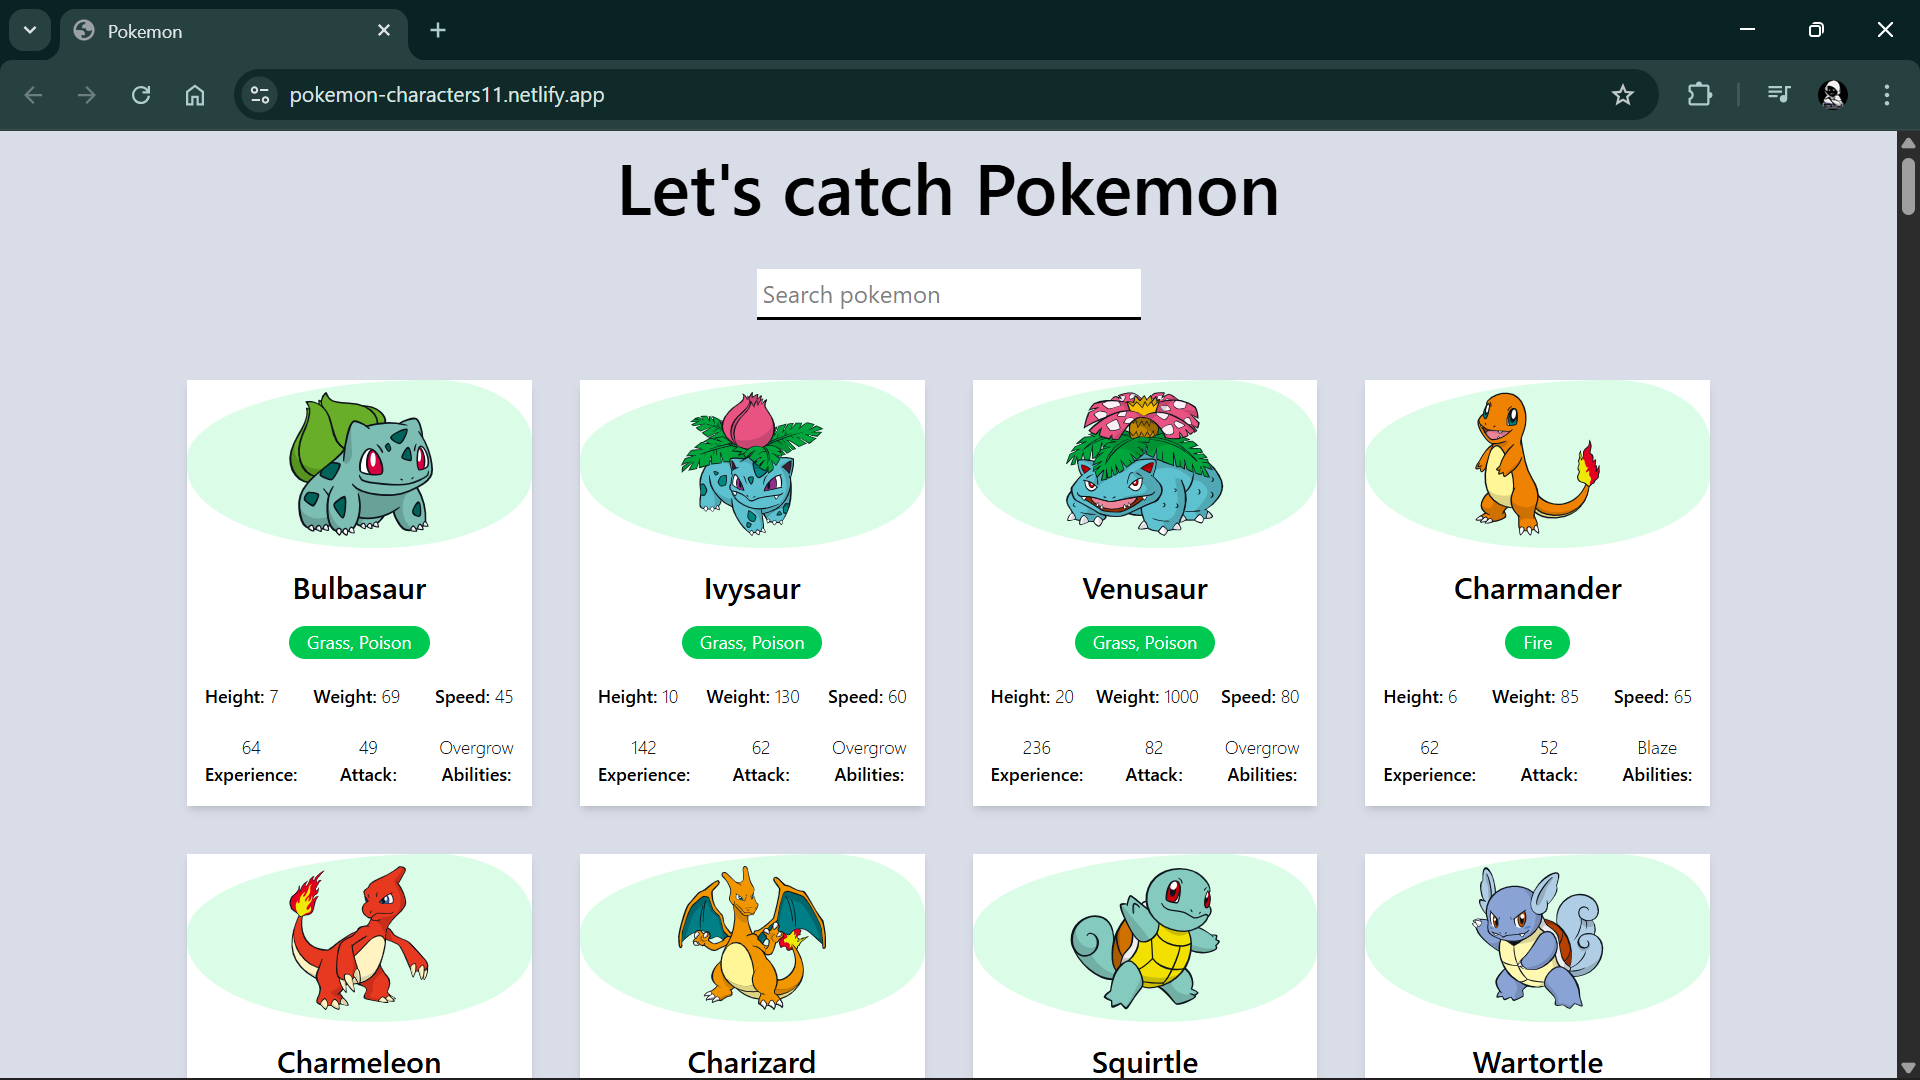 Pokemon
pokemon-characters11.netlify.app
Let's catch Pokemon
Search pokemon
Bulbasaur
Grass, Poison
Height: 7 Weight: 69 Speed: 45
64 49 Overgrow
Experience: Attack: Abilities:
Ivysaur
Grass, Poison
Height: 10 Weight: 130 Speed: 60
142 62 Overgrow
Experience: Attack: Abilities:
Venusaur
Grass, Poison
Height: 20 Weight: 1000 Speed: 80
236 82 Overgrow
Experience: Attack: Abilities:
Charmander
Fire
Height: 6 Weight: 85 Speed: 65
62 52 Blaze
Experience: Attack: Abilities:
Charmeleon
Charizard
Squirtle
Wartortle